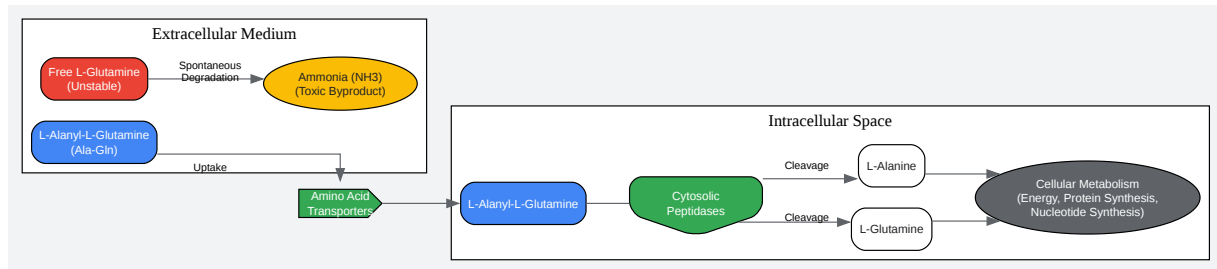 Extracellular Medium
Free L-Glutamine
(Unstable)
Spontaneous
Degradation
Ammonia (NH3)
(Toxic Byproduct)
L-Alanyl-L-Glutamine
(Ala-Gln)
Uptake
Amino Acid
Transporters
Intracellular Space
L-Alanyl-L-Glutamine
Cytosolic
Peptidases
Cleavage
L-Alanine
Cleavage
L-Glutamine
Cellular Metabolism
(Energy, Protein Synthesis,
Nucleotide Synthesis)